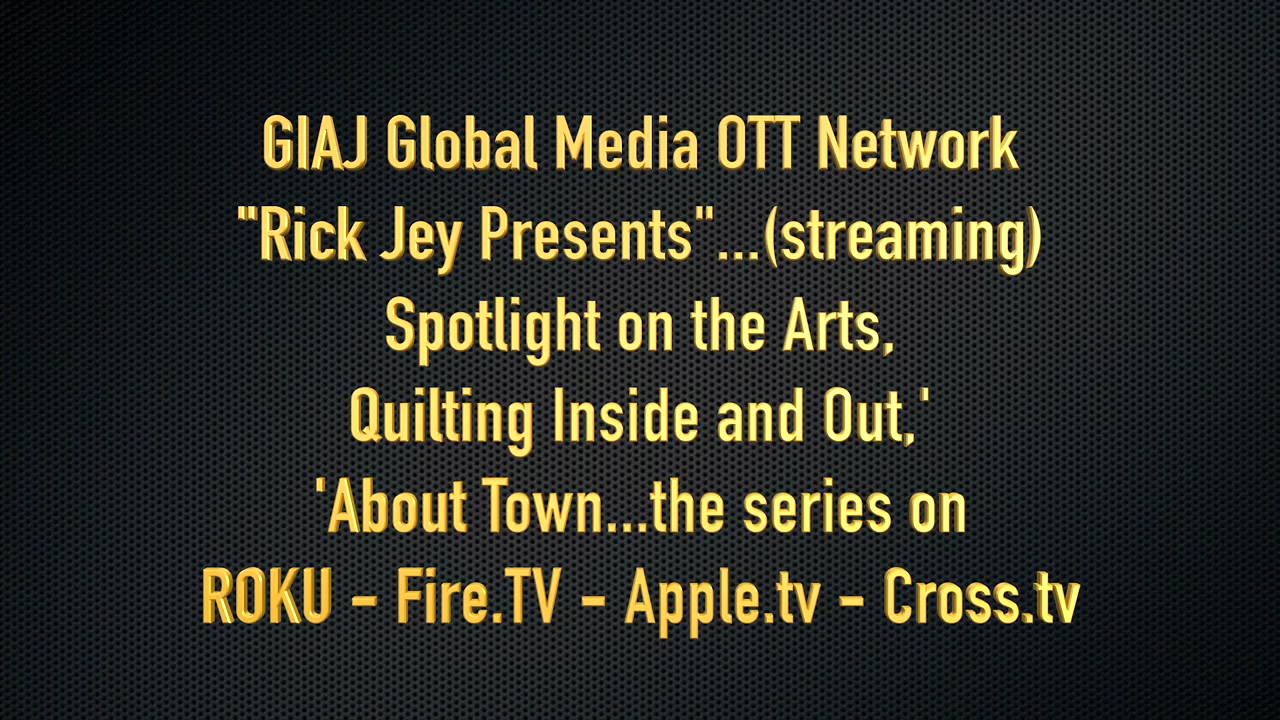 GIAJ Global Media OTT Network
"Rick Jey Presents"...(streaming)
Spotlight on the Arts,
Quilting Inside and Out,'
'About Town...the series on
ROKU - Fire.TV - Apple.tv - Cross.tv